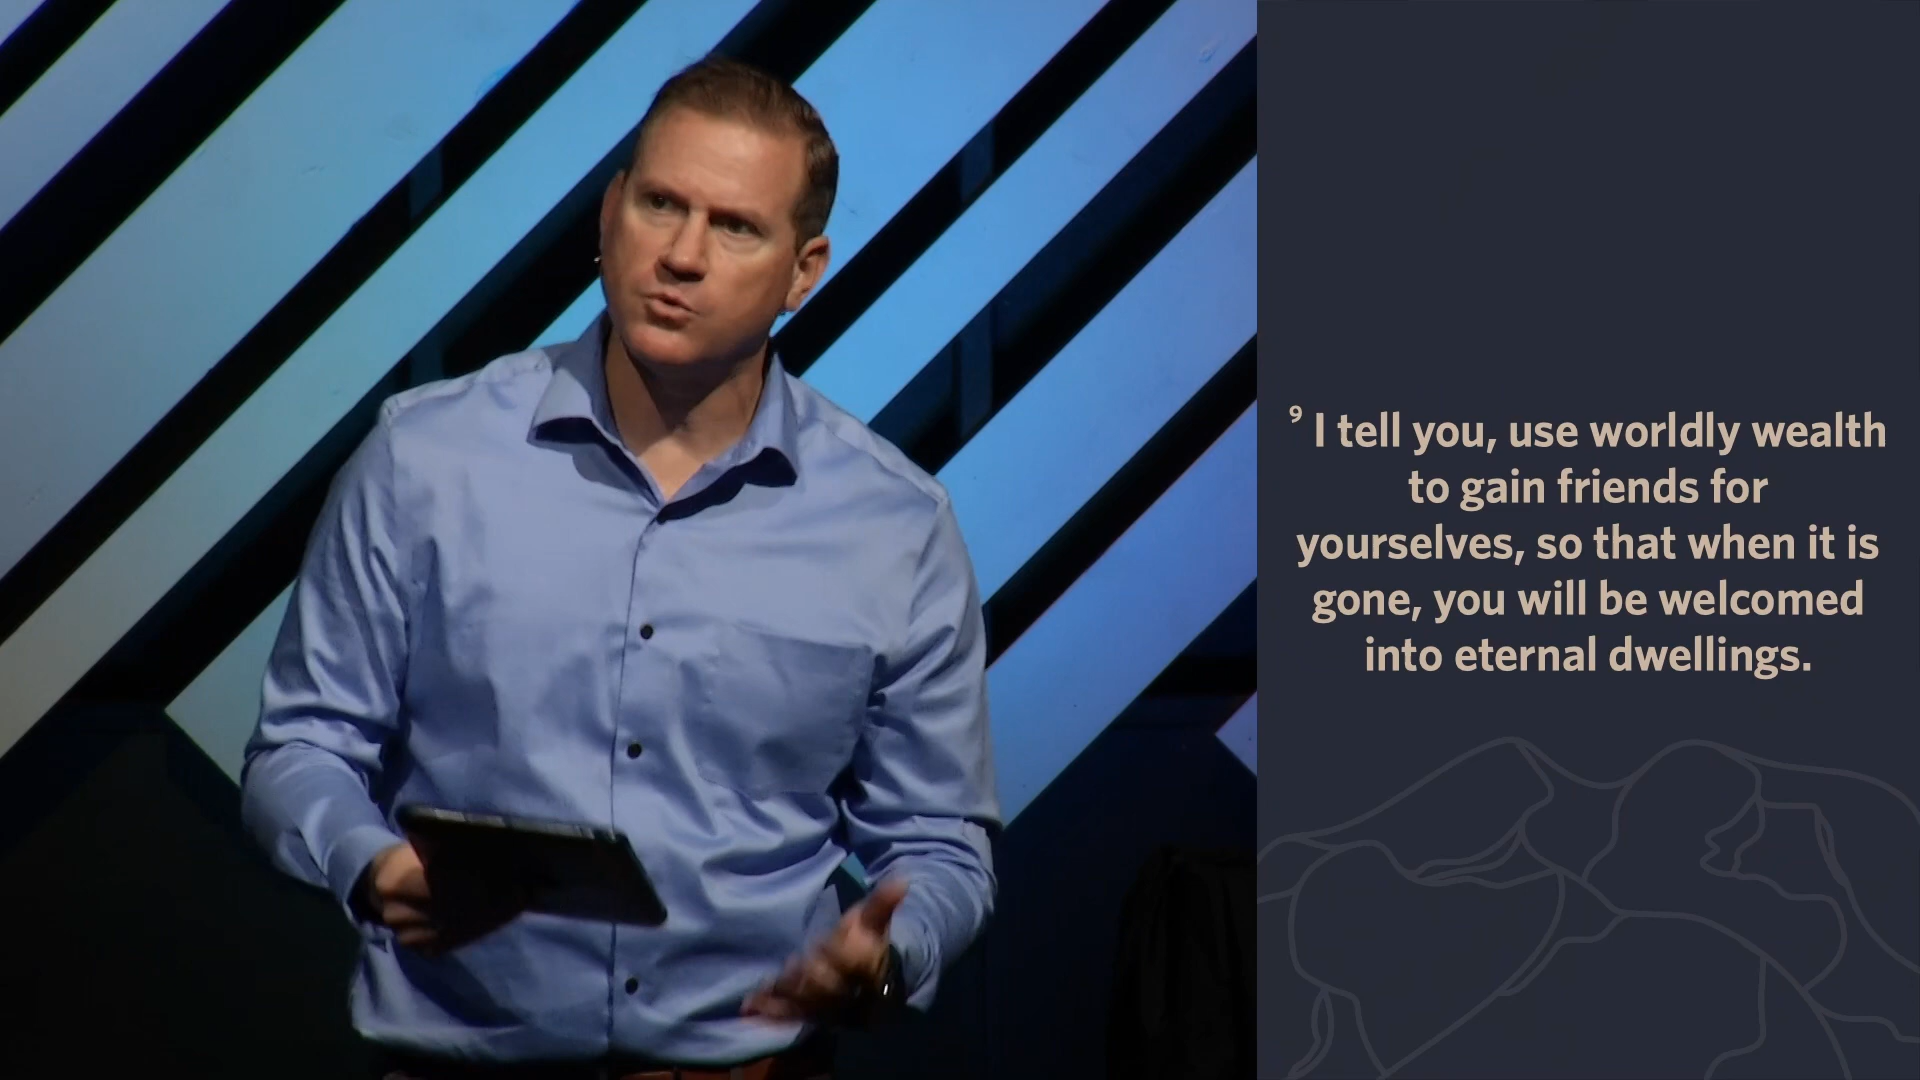 ⁹ I tell you, use worldly wealth
to gain friends for
yourselves, so that when it is
gone, you will be welcomed
into eternal dwellings.